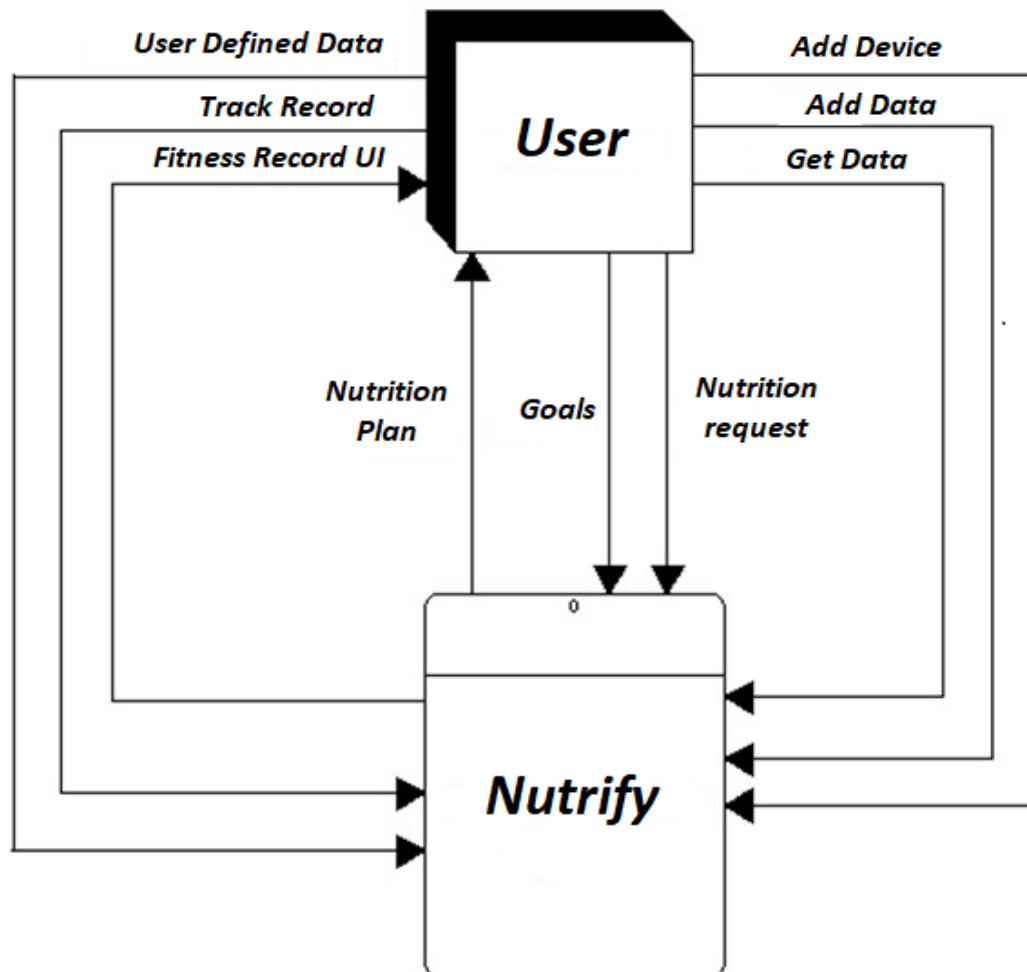 User Defined Data
Add Device
Track Record
Add Data
Fitness Record UI
Get Data
User
Nutrition
Plan
Goals
Nutrition
request
0
Nutrify